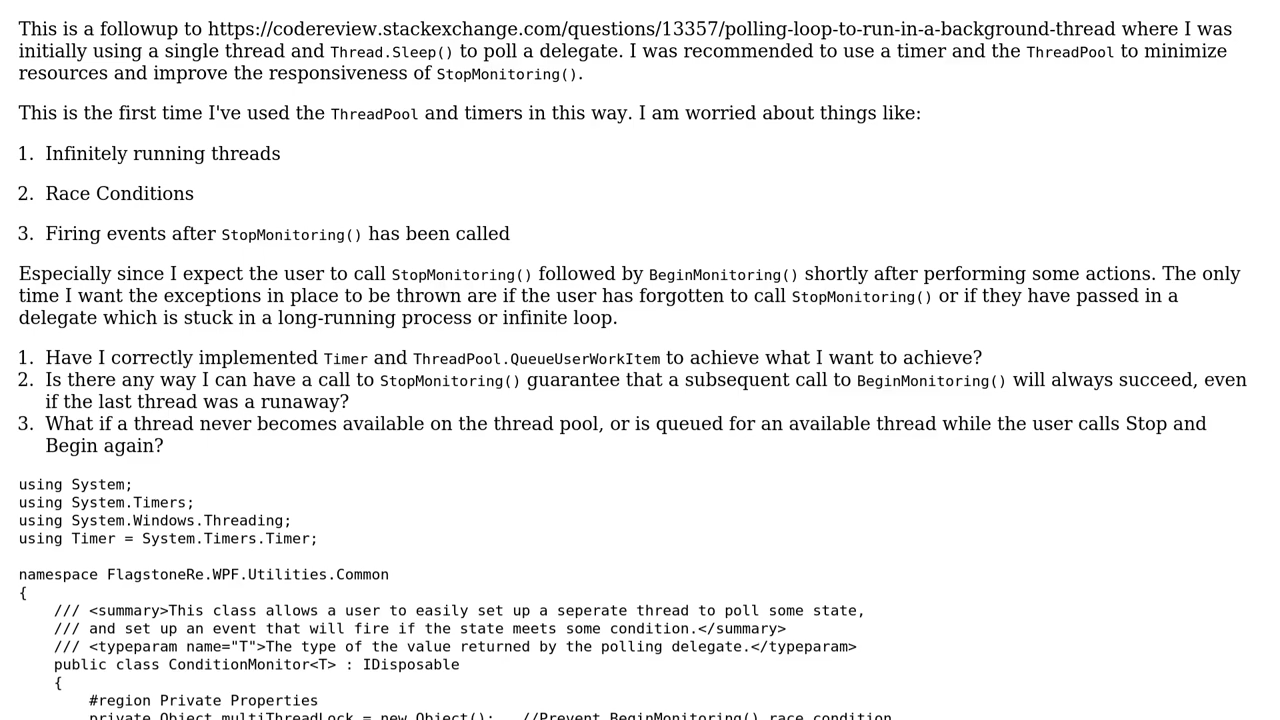 This is a followup to https://codereview.stackexchange.com/questions/13357/polling-loop-to-run-in-a-background-thread where I was
initially using a single thread and Thread.Sleep() to poll a delegate. I was recommended to use a timer and the ThreadPool to minimize
resources and improve the responsiveness of StopMonitoring().
This is the first time I've used the ThreadPool and timers in this way. I am worried about things like:
1. Infinitely running threads
2. Race Conditions
3. Firing events after StopMonitoring() has been called
Especially since I expect the user to call StopMonitoring() followed by BeginMonitoring() shortly after performing some actions. The only
time I want the exceptions in place to be thrown are if the user has forgotten to call StopMonitoring() or if they have passed in a
delegate which is stuck in a long-running process or infinite loop.
1. Have I correctly implemented Timer and ThreadPool.QueueUserWorkItem to achieve what I want to achieve?
2. Is there any way I can have a call to StopMonitoring() guarantee that a subsequent call to BeginMonitoring() will always succeed, even
if the last thread was a runaway?
3. What if a thread never becomes available on the thread pool, or is queued for an available thread while the user calls Stop and
Begin again?
using System;
using System.Timers;
using System.Windows.Threading;
using Timer = System.Timers.Timer;
namespace FlagstoneRe.WPF.Utilities.Common
{
/// <summary>This class allows a user to easily set up a seperate thread to poll some state,
/// and set up an event that will fire if the state meets some condition.</summary>
/// <typeparam name="T">The type of the value returned by the polling delegate.</typeparam>
public class ConditionMonitor<T> : IDisposable
{
#region Private Properties
private Object multiThreadLock = new Object(); //Prevent BeginMonitoring() race condition